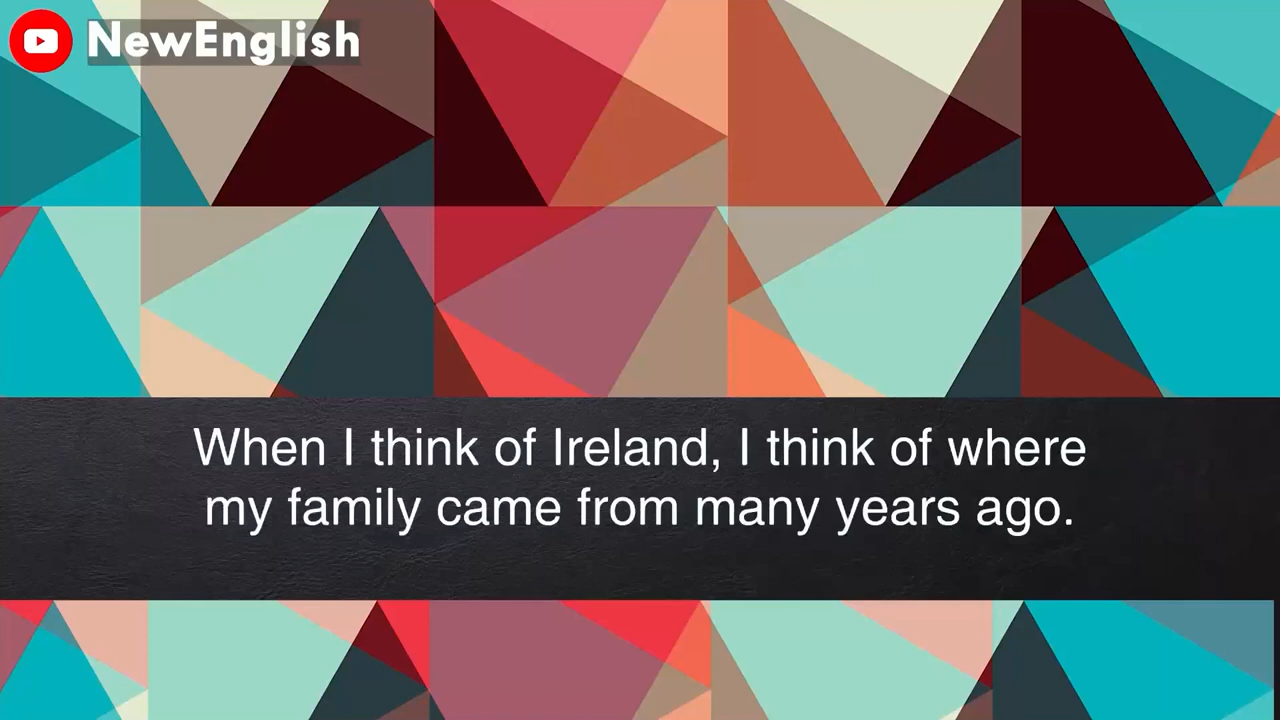 NewEnglish
When I think of Ireland, I think of where
my family came from many years ago.